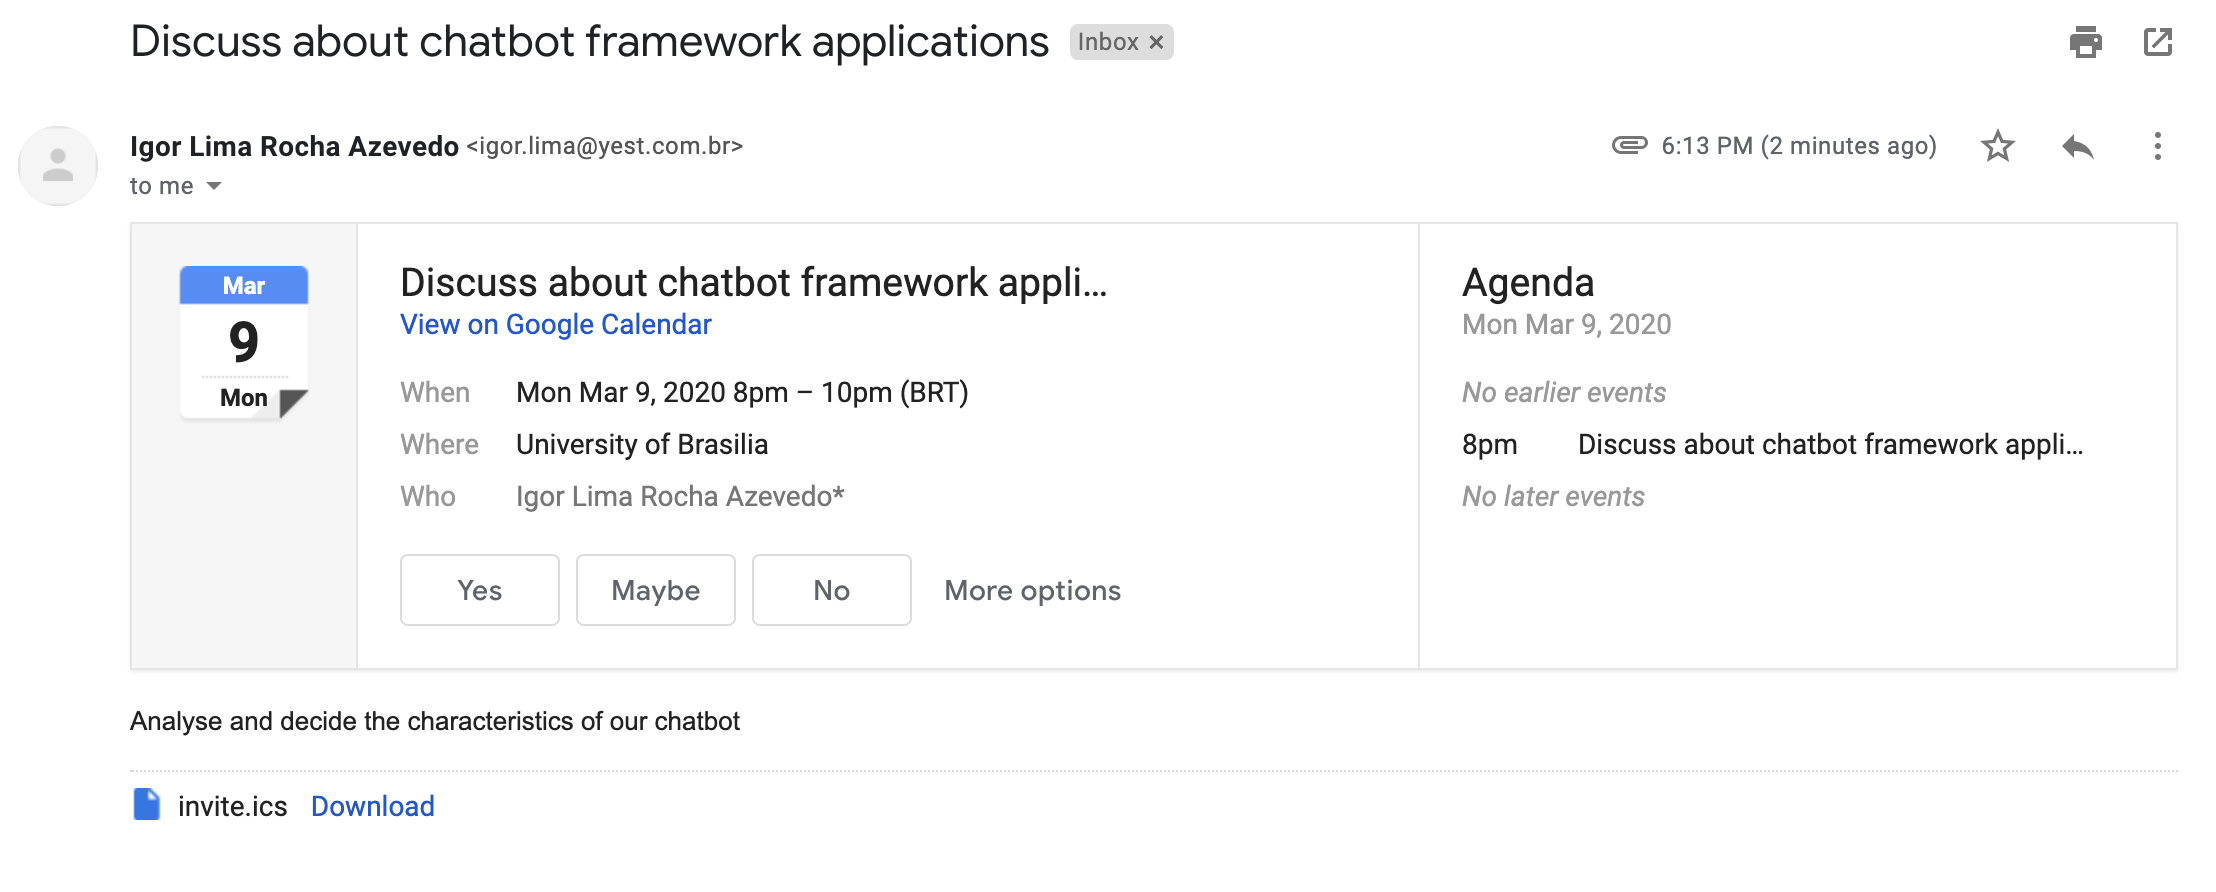 Discuss about chatbot framework applications Inbox ×
Igor Lima Rocha Azevedo <igor.lima@yest.com.br> 6:13 PM (2 minutes ago)
to me
Mar
9
Mon
Discuss about chatbot framework appli...
View on Google Calendar
When Mon Mar 9, 2020 8pm – 10pm (BRT)
Where University of Brasilia
Who Igor Lima Rocha Azevedo*
Yes Maybe No More options
Agenda
Mon Mar 9, 2020
No earlier events
8pm Discuss about chatbot framework appli...
No later events
Analyse and decide the characteristics of our chatbot
invite.ics Download